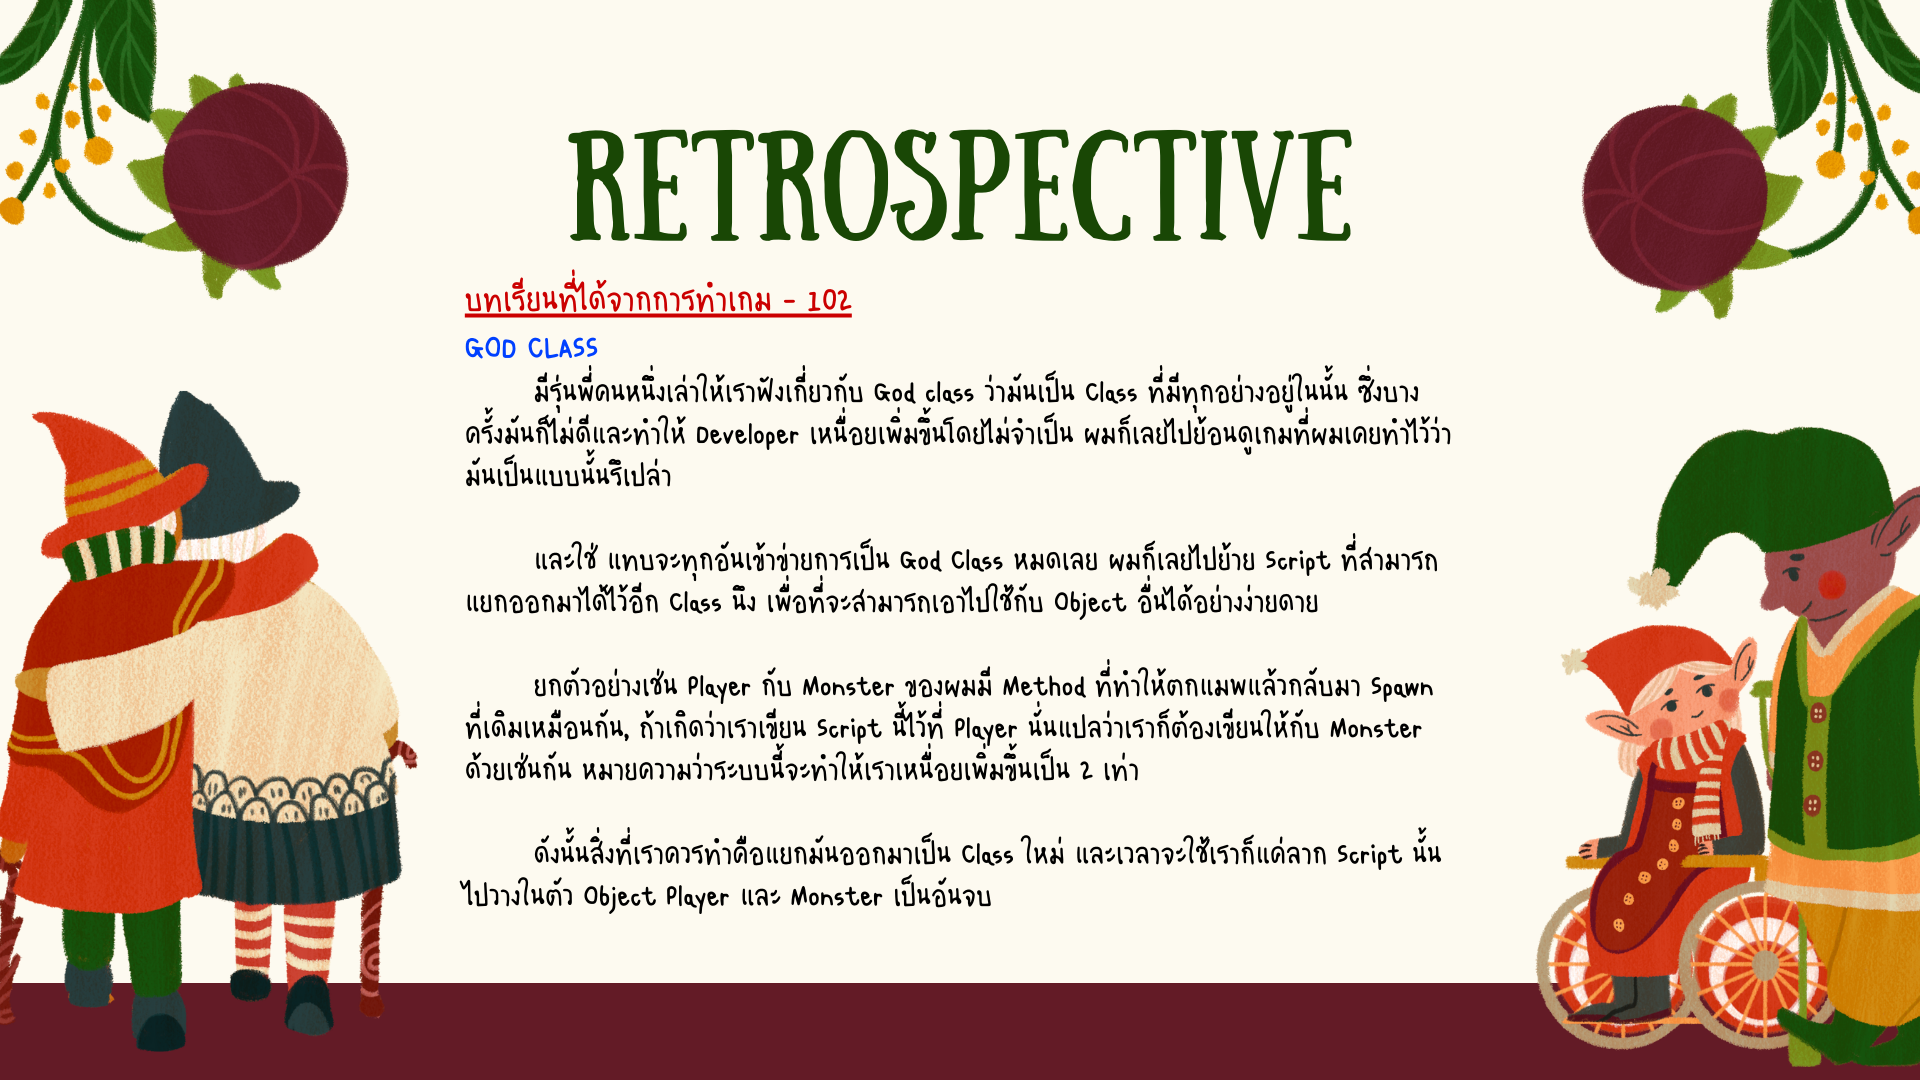 RETROSPECTIVE
บทเรียนที่ได้จากการทำเกม - 102
GOD CLASS
มีรุ่นพี่คนหนึ่งเล่าให้เราฟังเกี่ยวกับ God class ว่ามันเป็น Class ที่มีทุกอย่างอยู่ในนั้น ซึ่งบาง
ครั้งมันก็ไม่ดีและทำให้ Developer เหนื่อยเพิ่มขึ้นโดยไม่จำเป็น ผมก็เลยไปย้อนดูเกมที่ผมเคยทำไว้ว่า
มันเป็นแบบนั้นรึเปล่า
และใช่ แทบจะทุกอันเข้าข่ายการเป็น God Class หมดเลย ผมก็เลยไปย้าย Script ที่สามารถ
แยกออกมาได้ไว้อีก Class นึง เพื่อที่จะสามารถเอาไปใช้กับ Object อื่นได้อย่างง่ายดาย
ยกตัวอย่างเช่น Player กับ Monster ของผมมี Method ที่ทำให้ตกแมพแล้วกลับมา Spawn
ที่เดิมเหมือนกัน, ถ้าเกิดว่าเราเขียน Script นี้ไว้ที่ Player นั่นแปลว่าเราก็ต้องเขียนให้กับ Monster
ด้วยเช่นกัน หมายความว่าระบบนี้จะทำให้เราเหนื่อยเพิ่มขึ้นเป็น 2 เท่า
ดังนั้นสิ่งที่เราควรทำคือแยกมันออกมาเป็น Class ใหม่ และเวลาจะใช้เราก็แค่ลาก Script นั้น
ไปวางในตัว Object Player และ Monster เป็นอันจบ